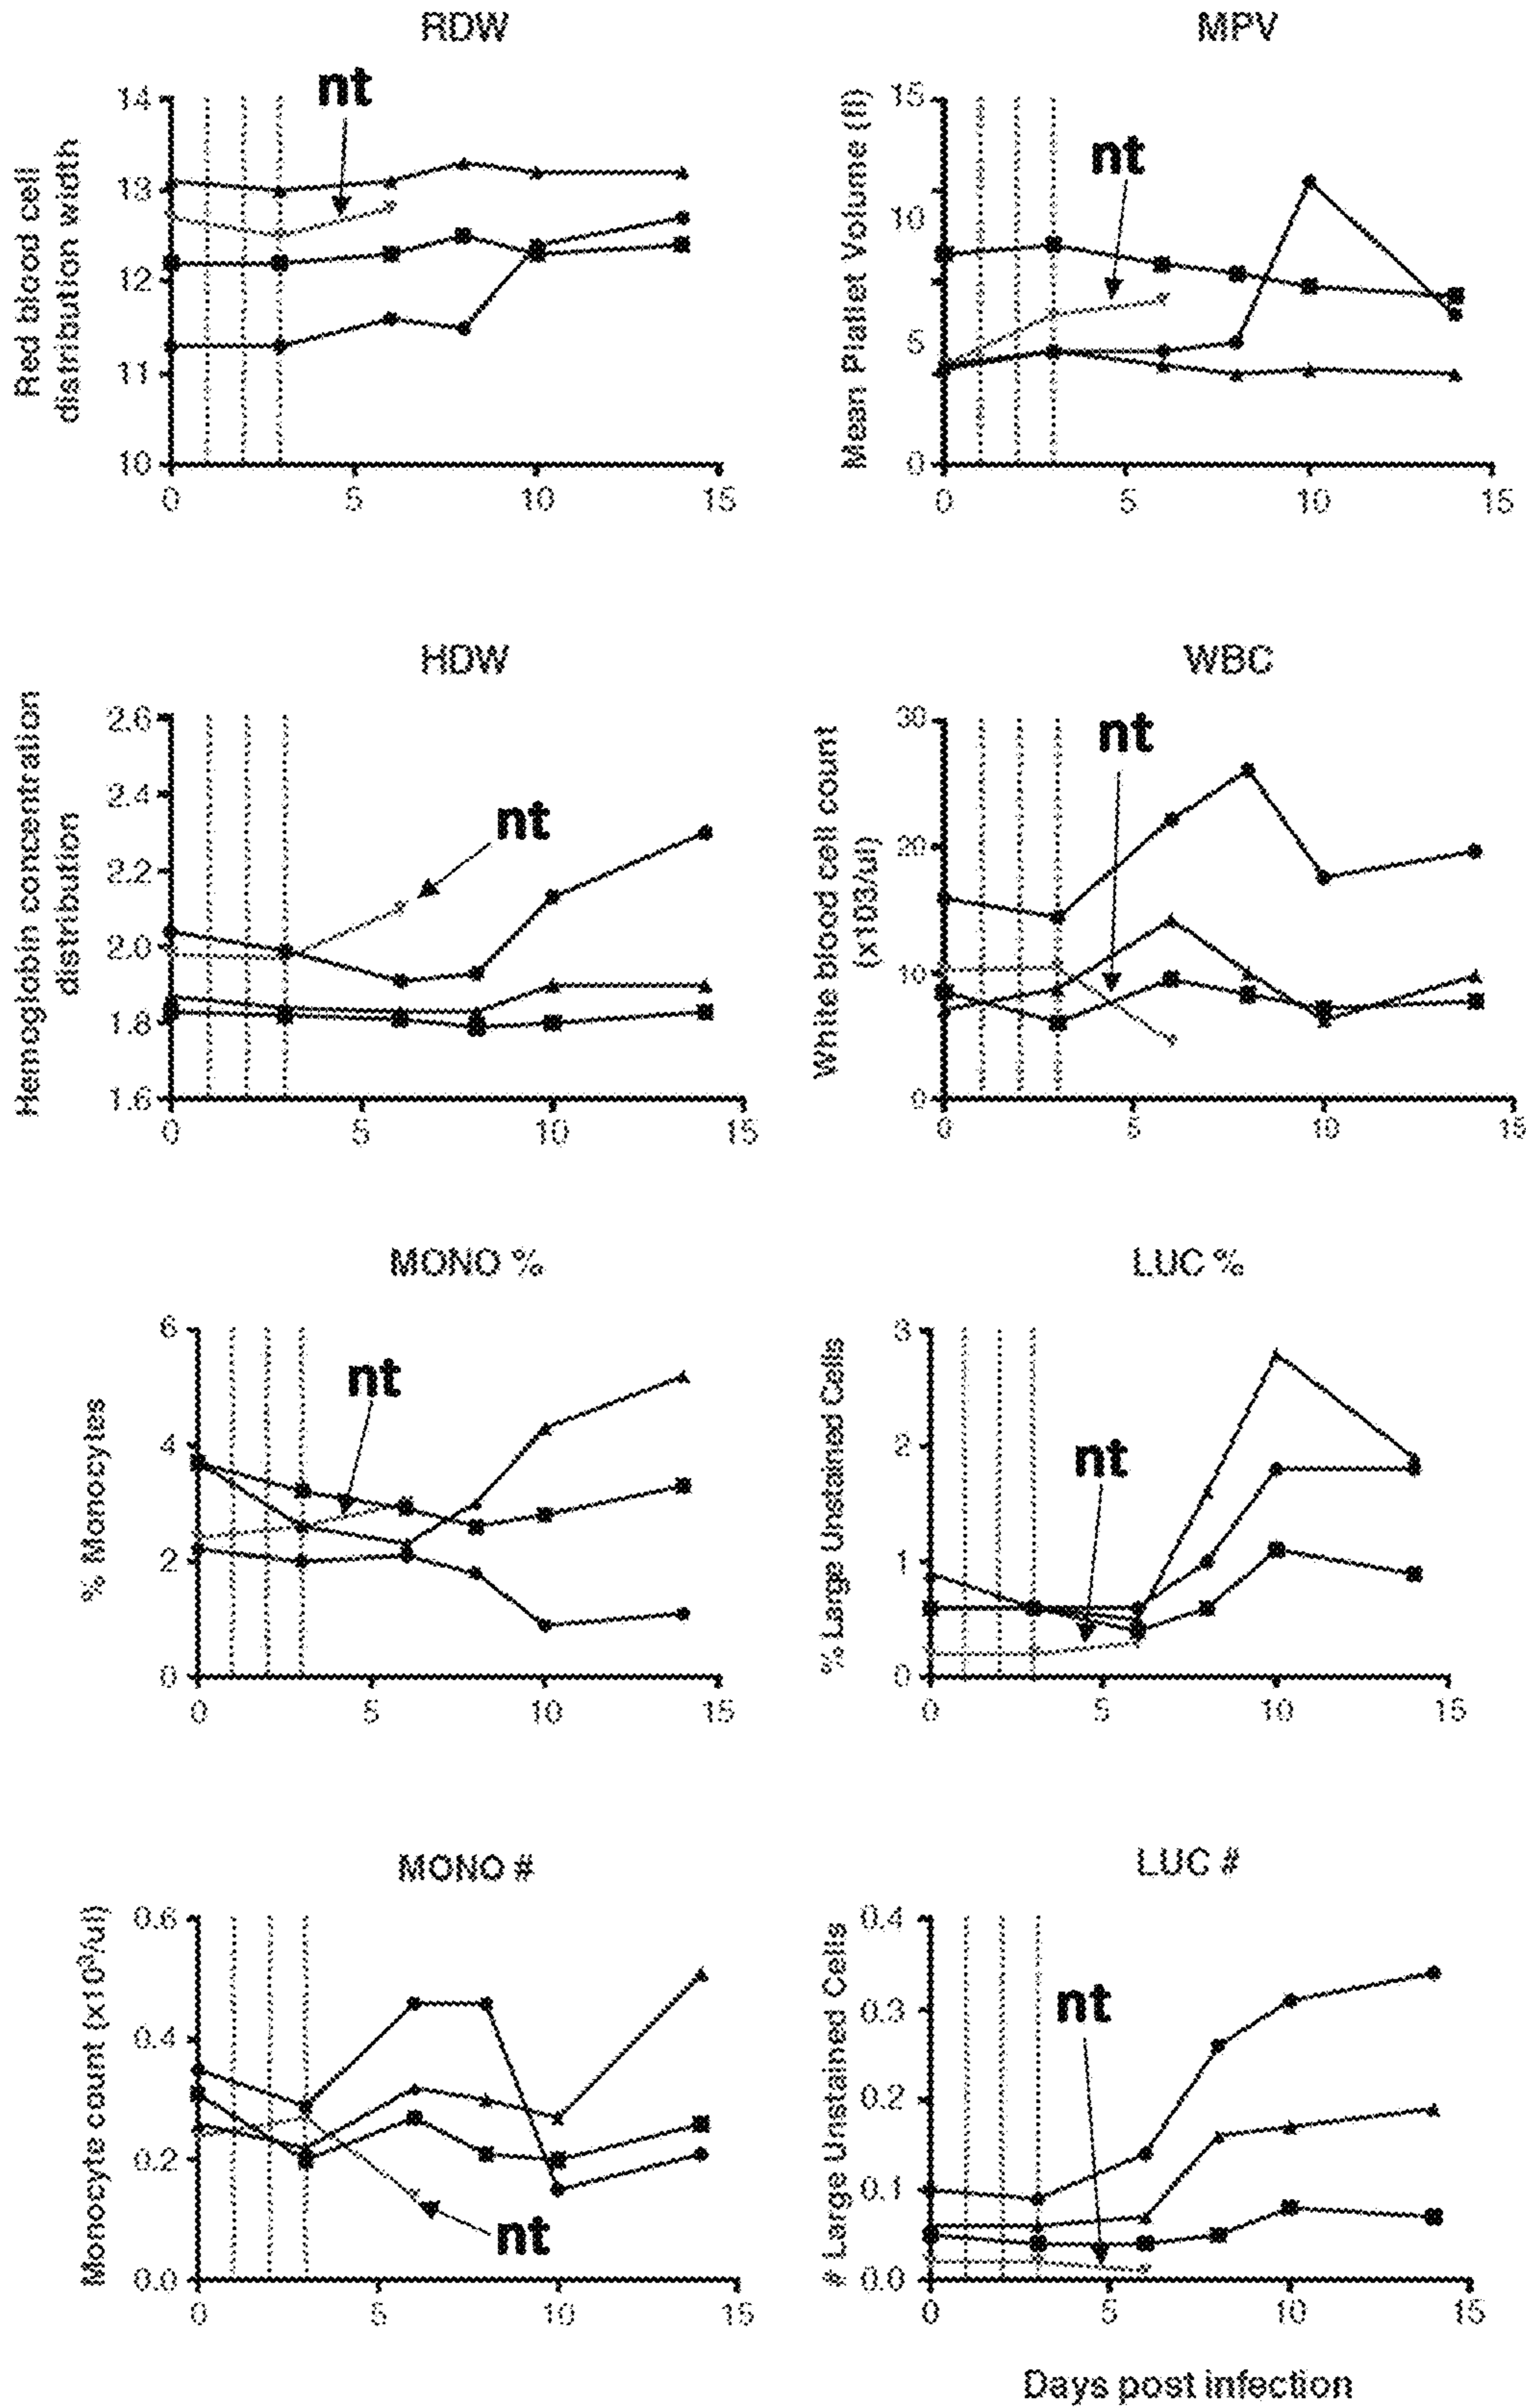 RDW
Red blood cell
distribution width
14
13
12
11
10
0 5 10 15
nt
MPV
Mean Platlet Volume (fl)
15
10
5
0
0 5 10 15
nt
HDW
Hemoglobin concentration
distribution
2.6
2.4
2.2
2.0
1.8
1.6
0 5 10 15
nt
WBC
White blood cell count
(x103/ul)
30
20
10
0
0 5 10 15
nt
MONO %
% Monocytes
6
4
2
0
0 5 10 15
nt
LUC %
% Large Unstained Cells
3
2
1
0
0 5 10 15
nt
MONO #
Monocyte count (x10³/ul)
0.6
0.4
0.2
0.0
0 5 10 15
nt
LUC #
# Large Unstained Cells
0.4
0.3
0.2
0.1
0.0
0 5 10 15
nt
Days post infection